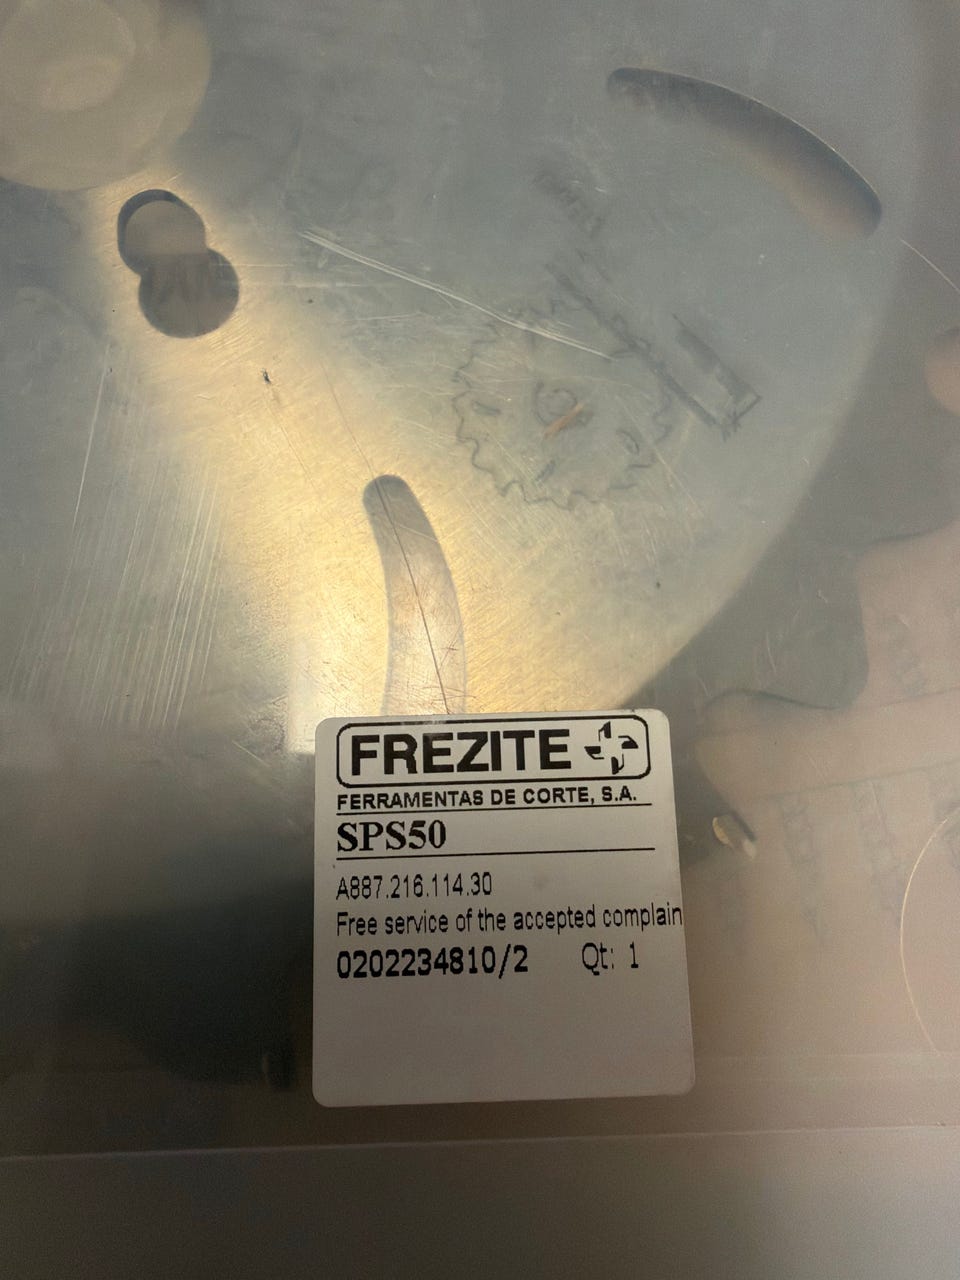 FREZITE
FERRAMENTAS DE CORTE, S.A.
SPS50
A887.216.114.30
Free service of the accepted complain
0202234810/2 Qt: 1